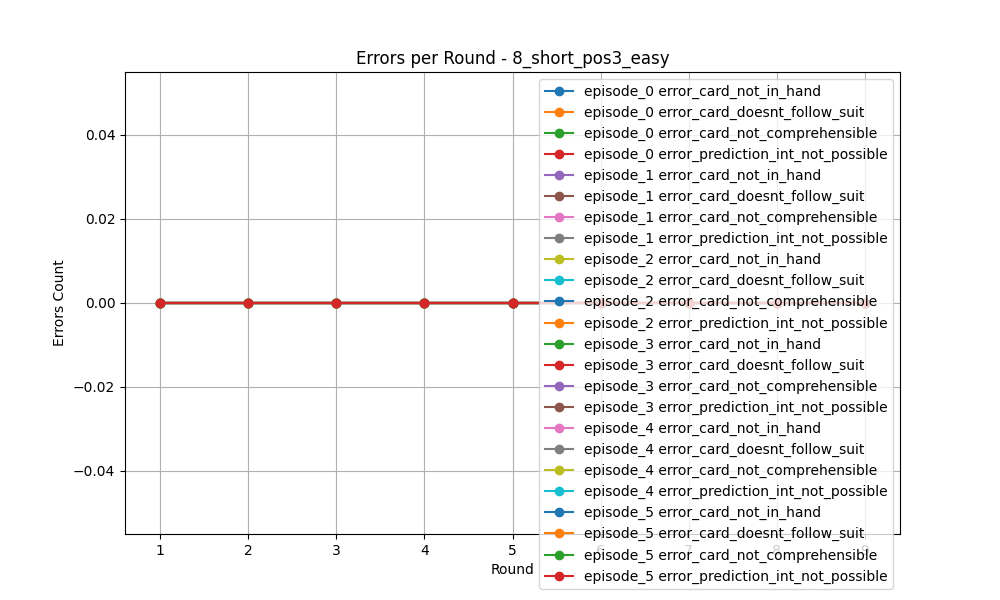 Errors per Round - 8_short_pos3_easy
episode_0 error_card_not_in_hand
episode_0 error_card_doesnt_follow_suit
episode_0 error_card_not_comprehensible
episode_0 error_prediction_int_not_possible
episode_1 error_card_not_in_hand
episode_1 error_card_doesnt_follow_suit
episode_1 error_card_not_comprehensible
episode_1 error_prediction_int_not_possible
episode_2 error_card_not_in_hand
episode_2 error_card_doesnt_follow_suit
episode_2 error_card_not_comprehensible
episode_2 error_prediction_int_not_possible
episode_3 error_card_not_in_hand
episode_3 error_card_doesnt_follow_suit
episode_3 error_card_not_comprehensible
episode_3 error_prediction_int_not_possible
episode_4 error_card_not_in_hand
episode_4 error_card_doesnt_follow_suit
episode_4 error_card_not_comprehensible
episode_4 error_prediction_int_not_possible
episode_5 error_card_not_in_hand
episode_5 error_card_doesnt_follow_suit
episode_5 error_card_not_comprehensible
episode_5 error_prediction_int_not_possible
Errors Count
0.04
0.02
0.00
−0.02
−0.04
1 2 3 4 5
Round